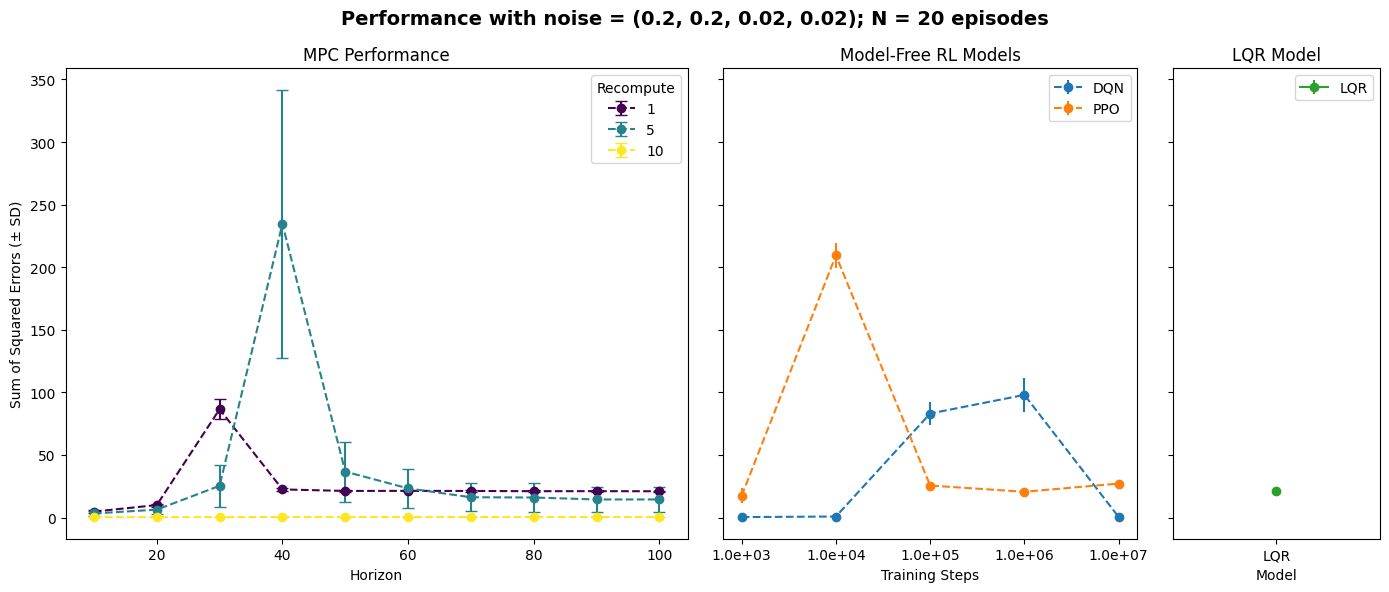 Performance with noise = (0.2, 0.2, 0.02, 0.02); N = 20 episodes
MPC Performance
Sum of Squared Errors (± SD)
350
300
250
200
150
100
50
0
20
40
60
80
100
Horizon
Recompute
1
5
10
Model-Free RL Models
DQN
PPO
1.0e+03
1.0e+04
1.0e+05
1.0e+06
1.0e+07
Training Steps
LQR Model
LQR
LQR
Model